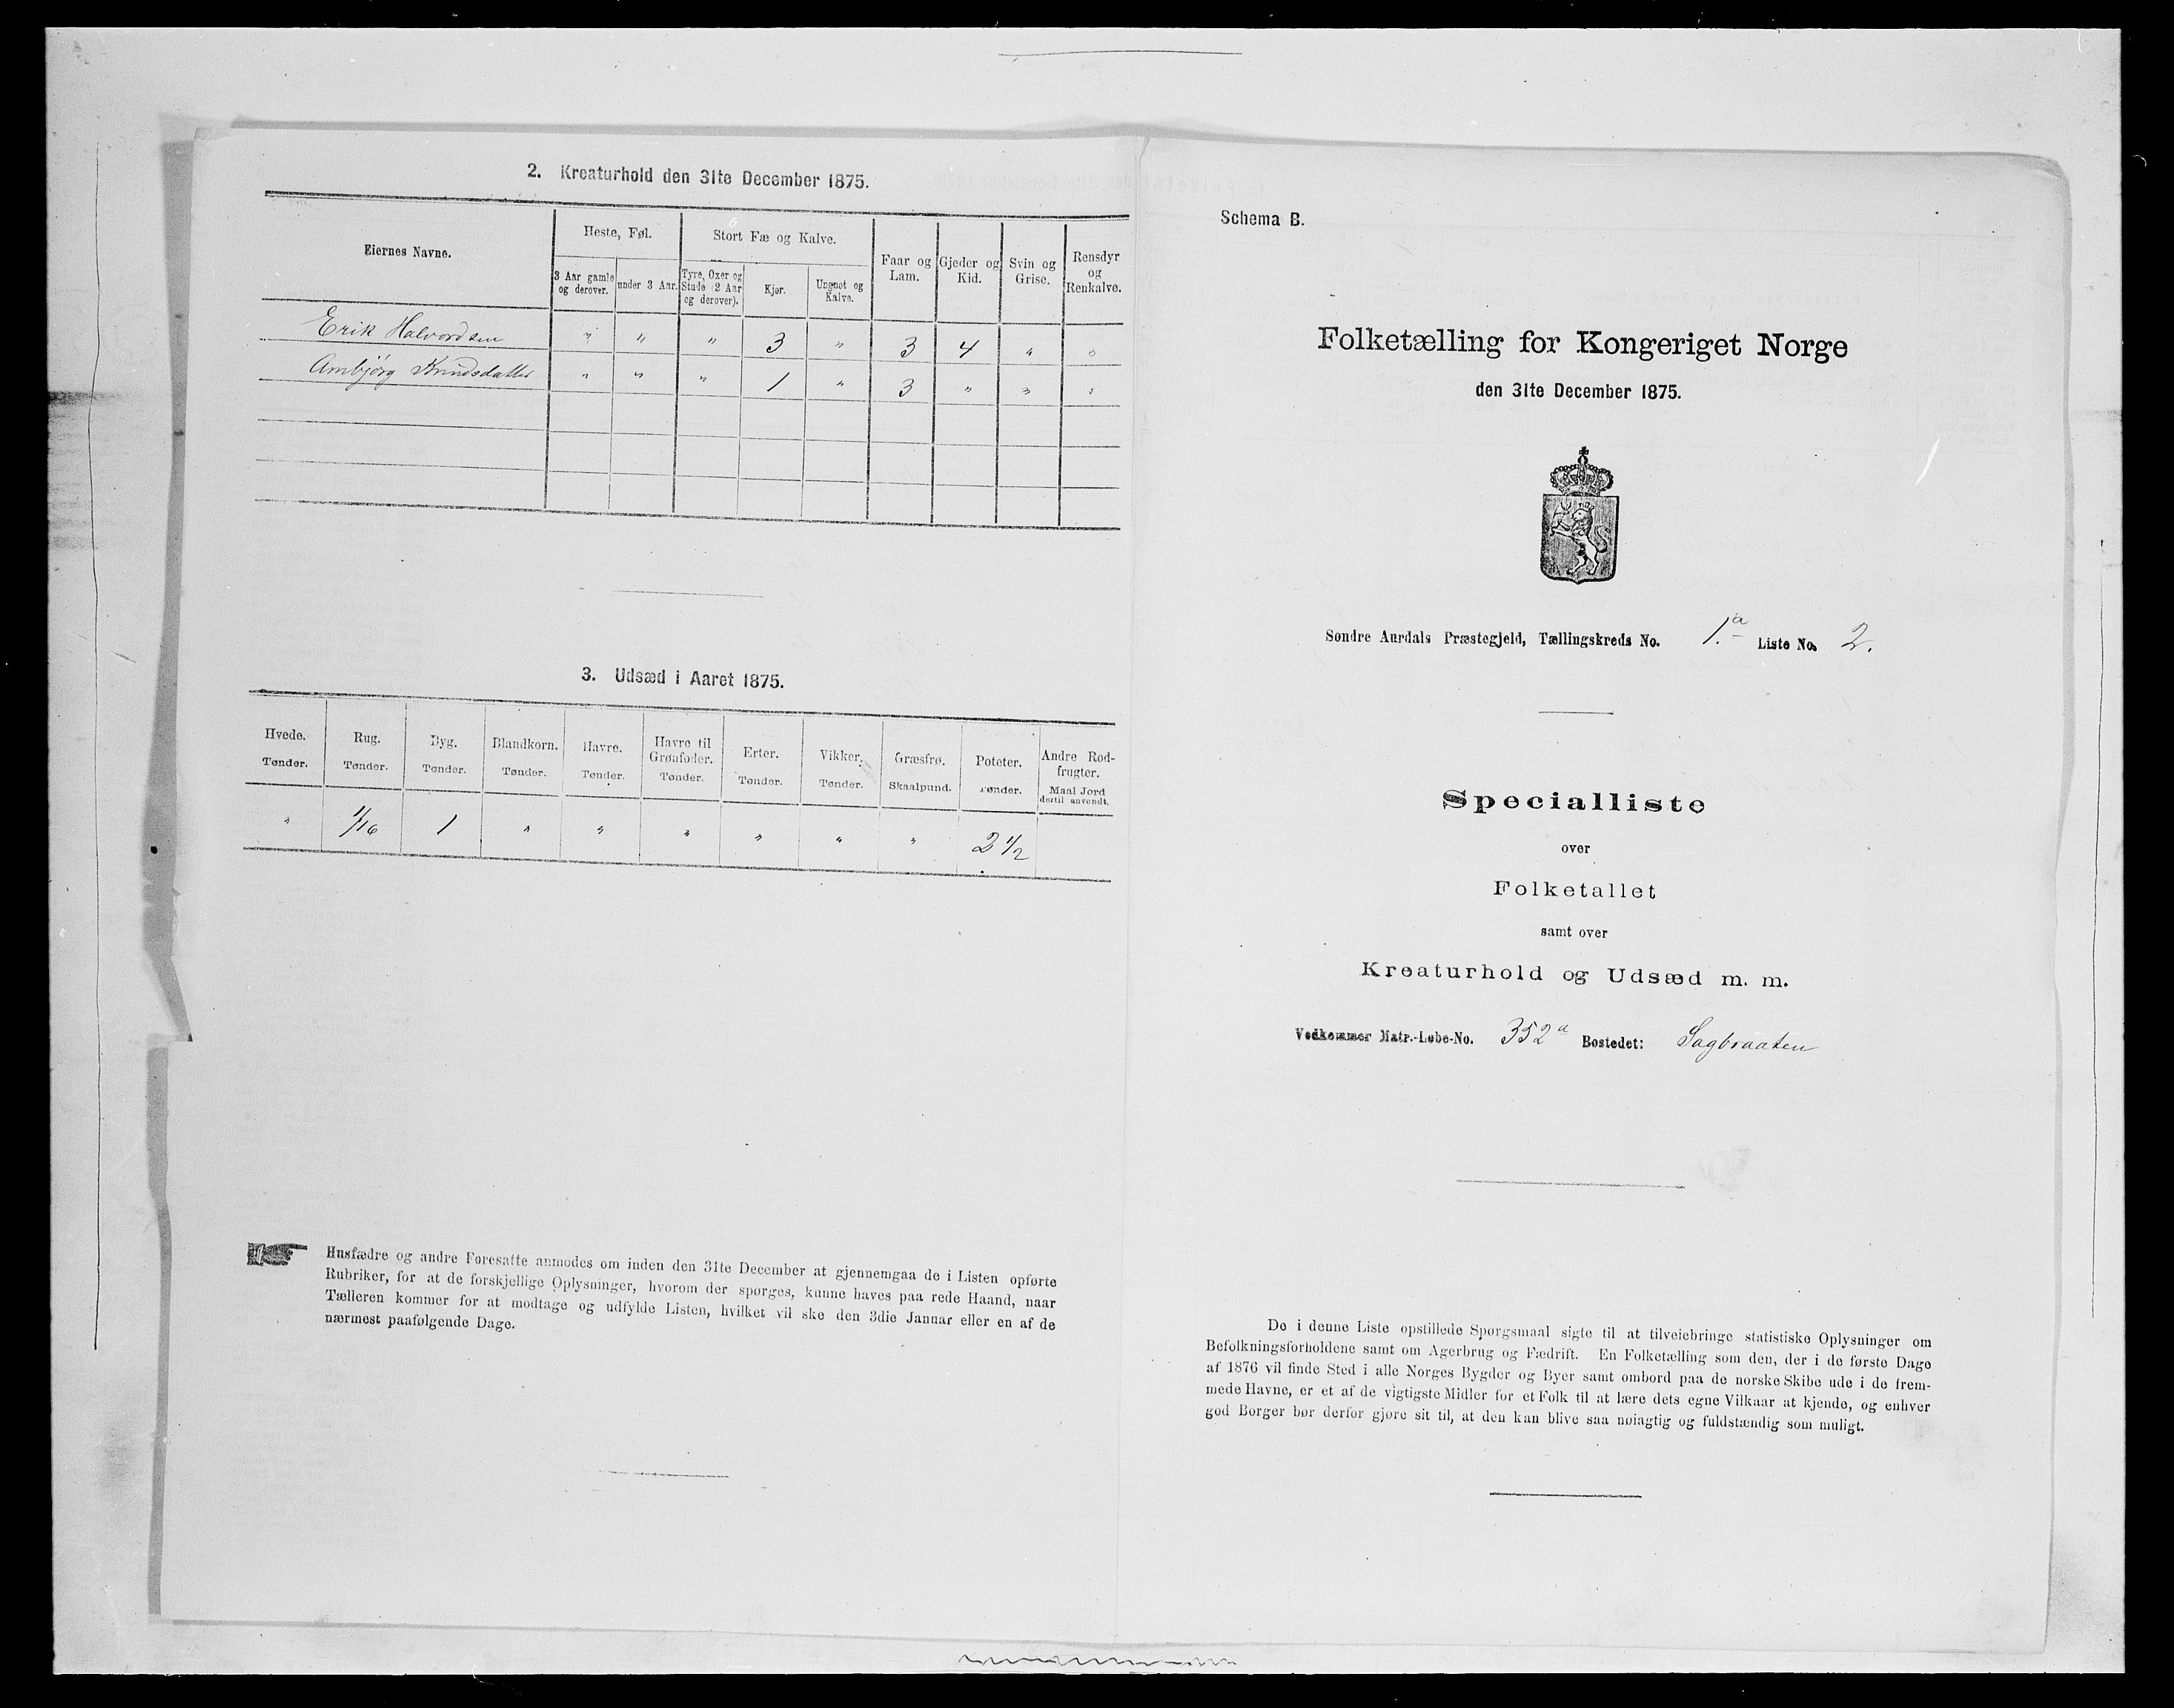 2. Kreaturhold den 31te December 1875.
Eiernes Navne.
Heste, Føl.
Stort Fæ og Kalve.
Faar og Lam.
Gjeder og Kid.
Svin og Grise.
Rensdyr og Renkalve.
3 Aar gamle og derover.
under 3 Aar.
Tyre, Oxer og Stude (2 Aar og derover).
Kjør.
Ungnøt og Kalve.
Erik Halvordsen " " " 3 " 3 4 " "
Ambjørg Knudsdatter " " " 1 " 3 " " "
3. Udsæd i Aaret 1875.
Hvede. Rug. Byg. Blandkorn. Havre. Havre til Grønfoder. Erter. Vikker. Græsfrø. Poteter. Andre Rodfrugter.
Tønder. Tønder. Tønder. Tønder. Tønder. Tønder. Tønder. Tønder. Skaalpund. Tønder. Maal Jord dertil anvendt.
" 1/16 1 " " " " " " 2 1/2
Husfædre og andre Foresatte anmodes om inden den 31te December at gjennemgaa de i Listen opførte
Rubriker, for at de forskjellige Oplysninger, hvorom der spørges, kunne haves paa rede Haand, naar
Tælleren kommer for at modtage og udfylde Listen, hvilket vil ske den 3die Januar eller en af de
nærmest paafølgende Dage.
Schema B.
Folketælling for Kongeriget Norge
den 31te December 1875.
Søndre Aurdals Præstegjeld, Tællingskreds No. 1.a Liste No. 2.
Specialliste
over
Folketallet
samt over
Kreaturhold og Udsæd m. m.
Vedkommer Matr.-Løbe-No. 352a Bostedet: Sagbraaten
De i denne Liste opstillede Spørgsmaal sigte til at tilveiebringe statistiske Oplysninger om
Befolkningsforholdene samt om Agerbrug og Fædrift. En Folketælling som den, der i de første Dage
af 1876 vil finde Sted i alle Norges Bygder og Byer samt ombord paa de norske Skibe ude i de frem-
mede Havne, er et af de vigtigste Midler for et Folk til at lære dets egne Vilkaar at kjende, og enhver
god Borger bør derfor gjøre sit til, at den kan blive saa nøiagtig og fuldstændig som muligt.